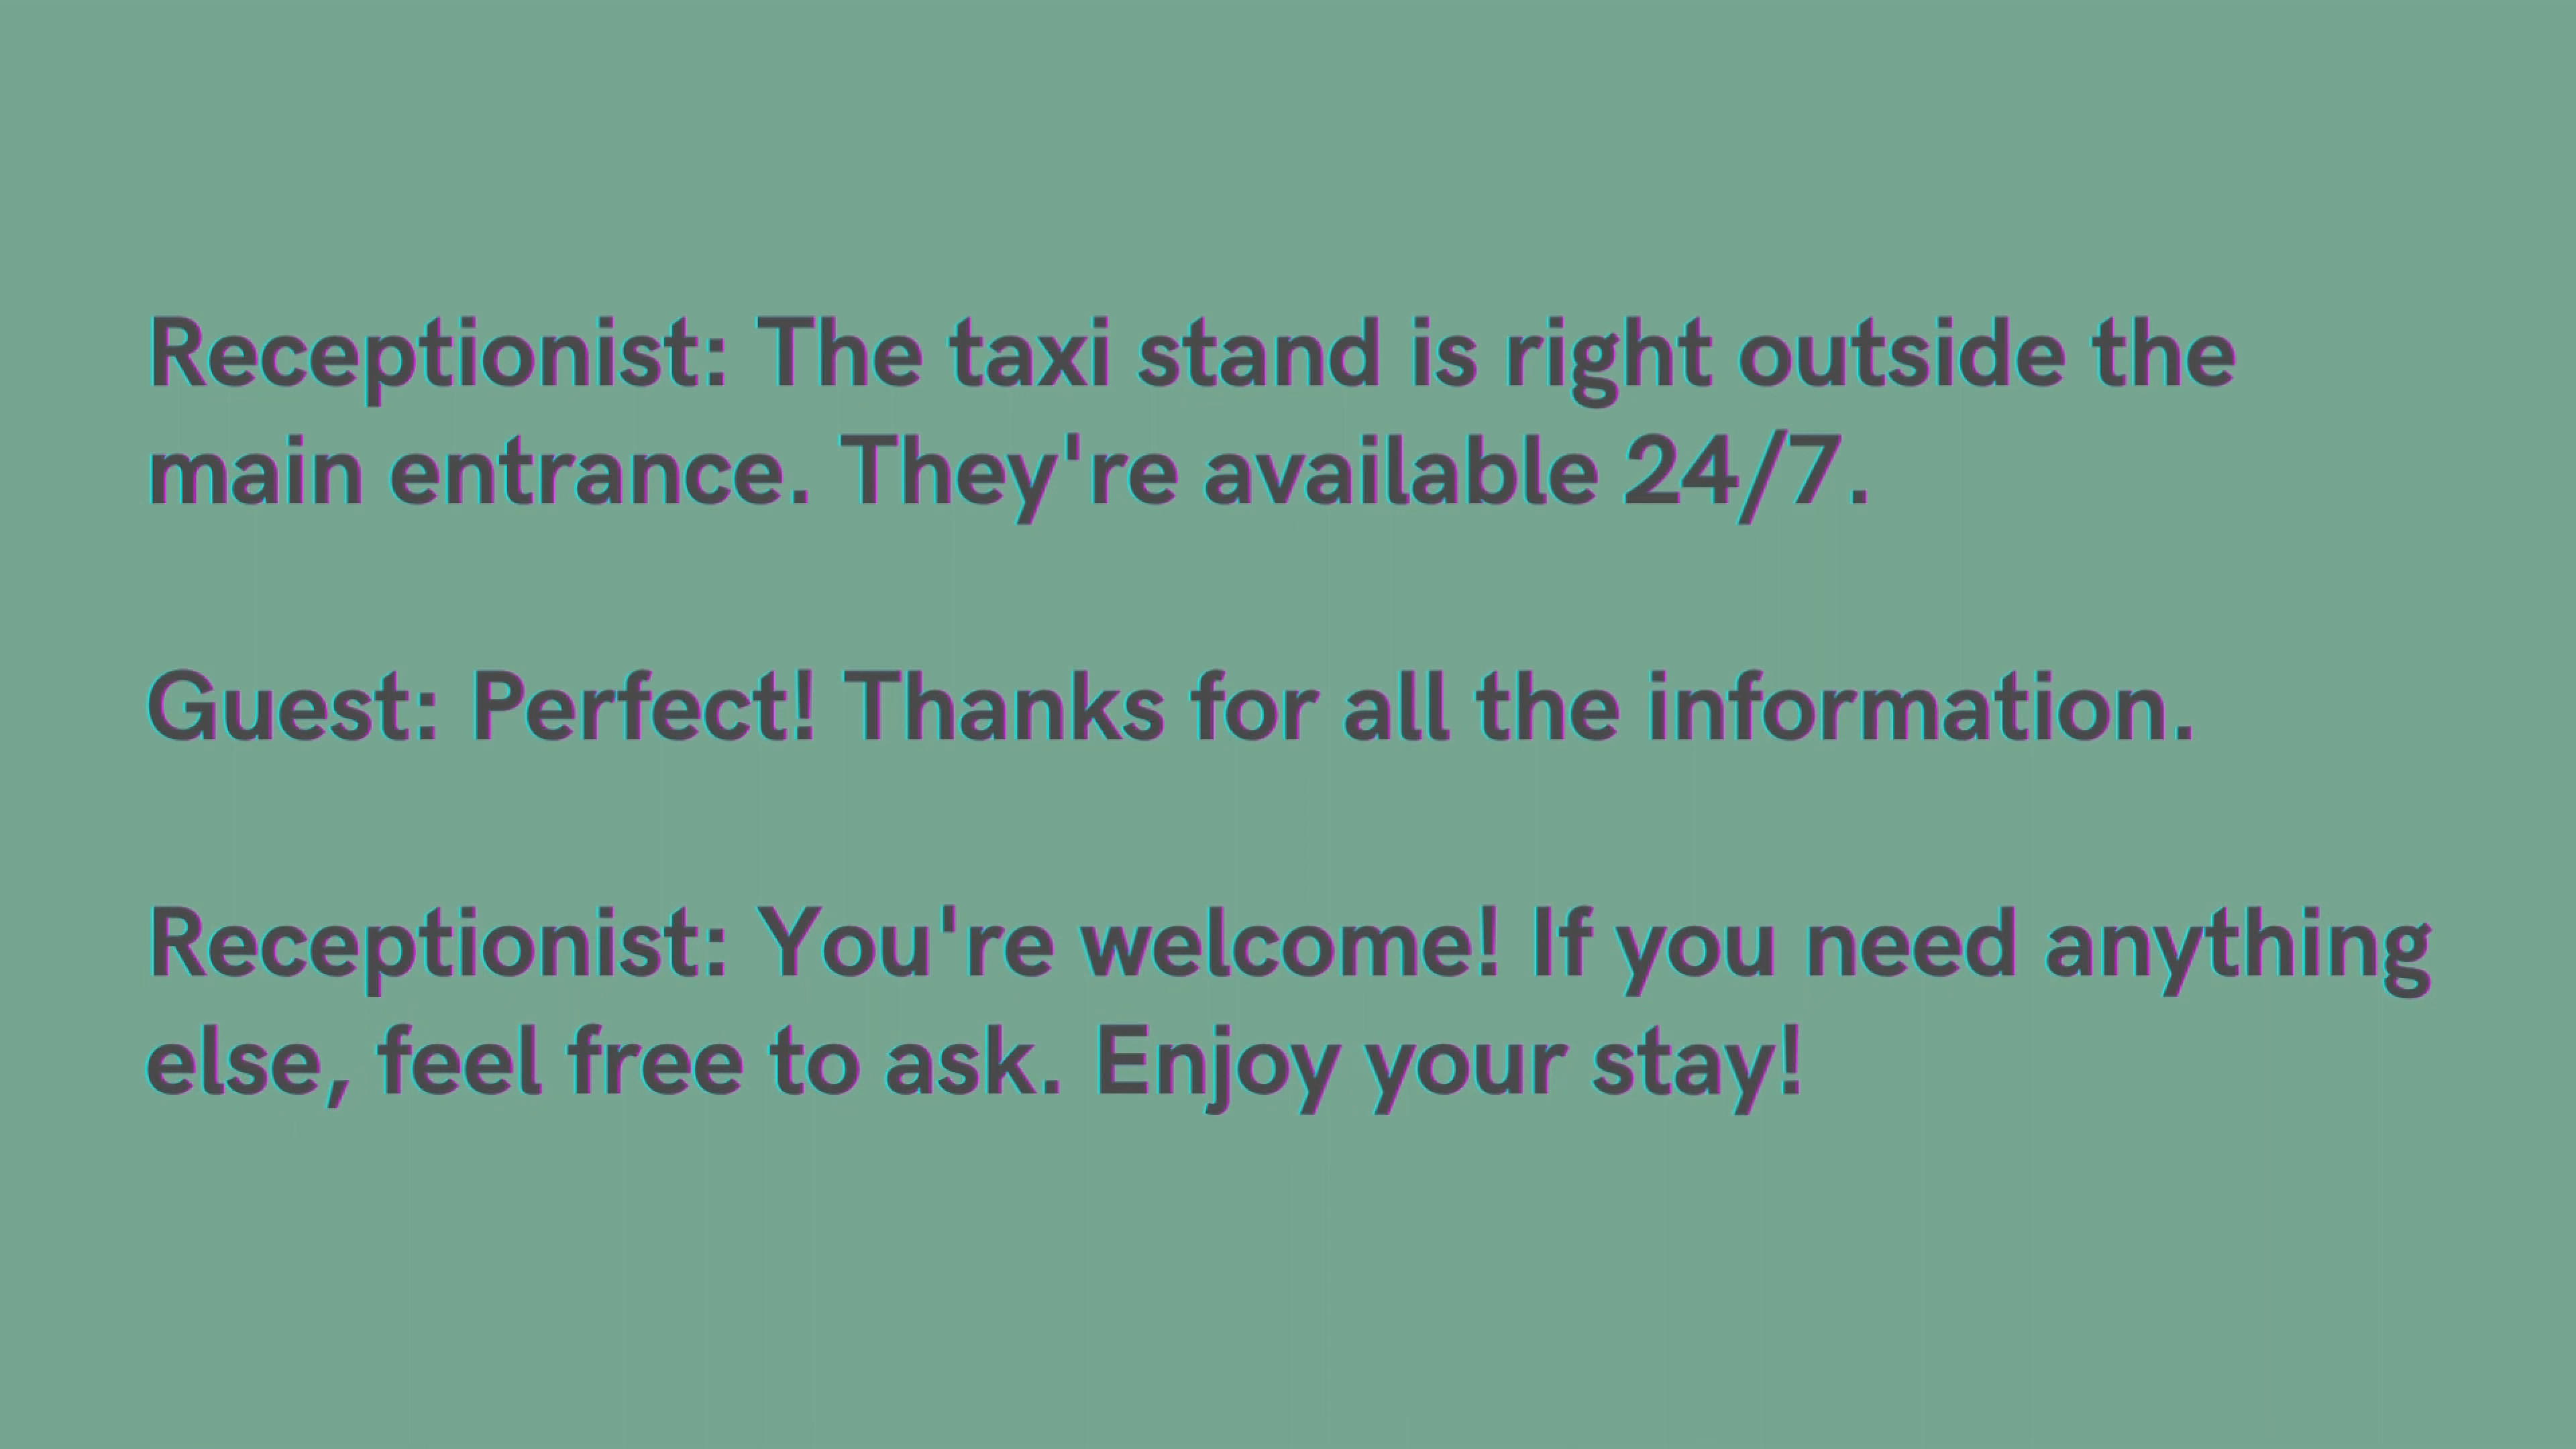 Receptionist: The taxi stand is right outside the
main entrance. They're available 24/7.
Guest: Perfect! Thanks for all the information.
Receptionist: You're welcome! If you need anything
else, feel free to ask. Enjoy your stay!